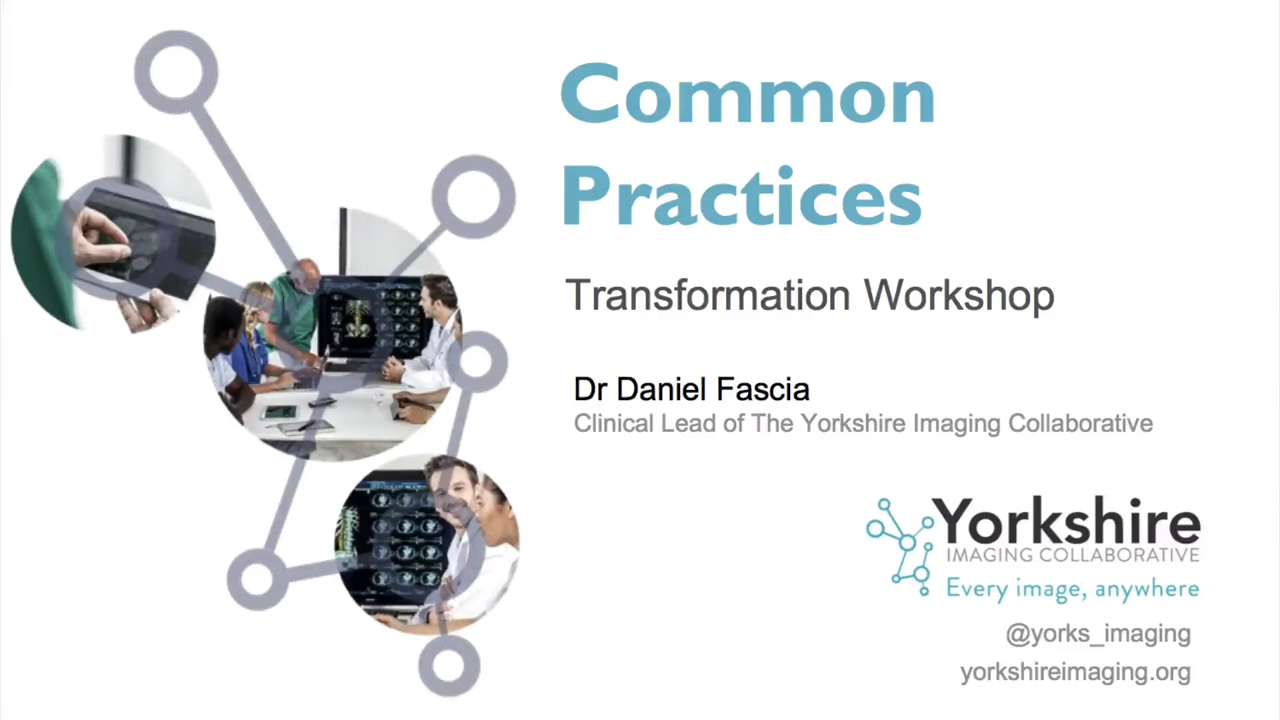 Common
Practices
Transformation Workshop
Dr Daniel Fascia
Clinical Lead of The Yorkshire Imaging Collaborative
Yorkshire
IMAGING COLLABORATIVE
Every image, anywhere
@yorks_imaging
yorkshireimaging.org